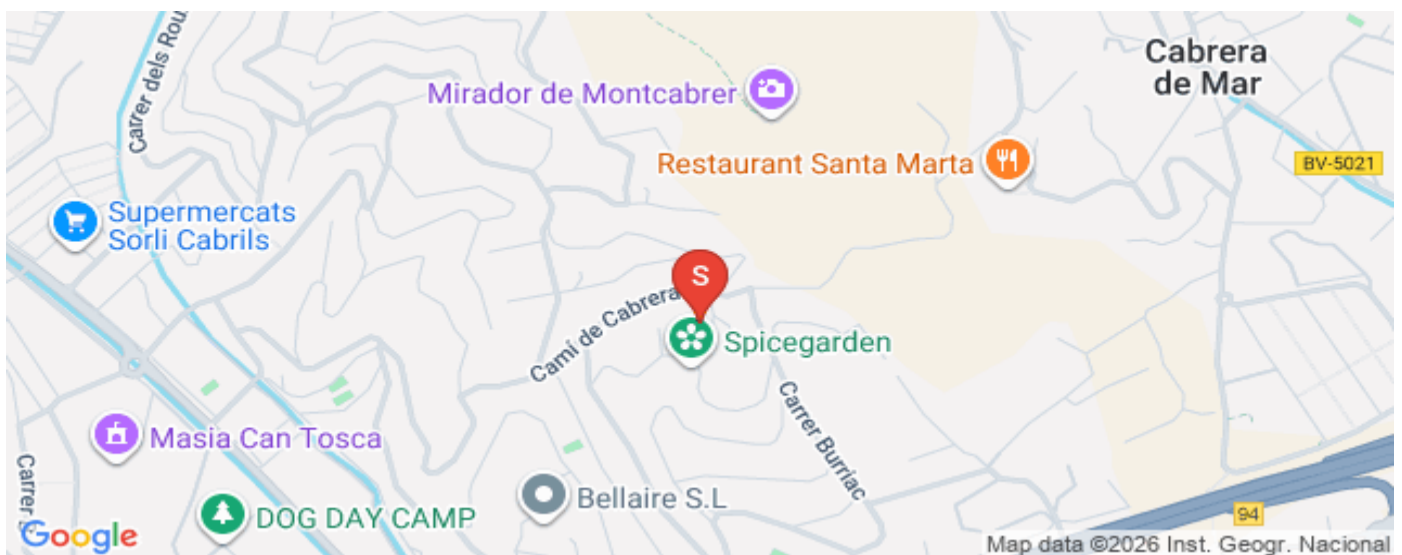 Carrer dels Rou
Mirador de Montcabrer
Cabrera
de Mar
Restaurant Santa Marta
BV-5021
Supermercats
Sorli Cabrils
S
Camí de Cabrera
Spicegarden
Carrer Burriac
Masia Can Tosca
Carrer
Bellaire S.L
DOG DAY CAMP
94
Google
Map data ©2026 Inst. Geogr. Nacional